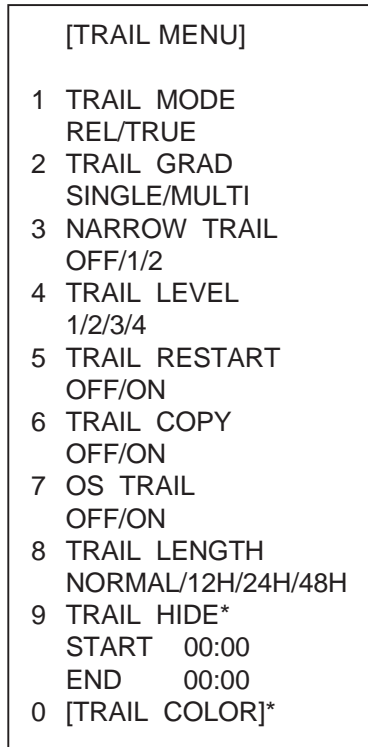 [TRAIL MENU]
1 TRAIL MODE
REL/TRUE
2 TRAIL GRAD
SINGLE/MULTI
3 NARROW TRAIL
OFF/1/2
4 TRAIL LEVEL
1/2/3/4
5 TRAIL RESTART
OFF/ON
6 TRAIL COPY
OFF/ON
7 OS TRAIL
OFF/ON
8 TRAIL LENGTH
NORMAL/12H/24H/48H
9 TRAIL HIDE*
START 00:00
END 00:00
0 [TRAIL COLOR]*